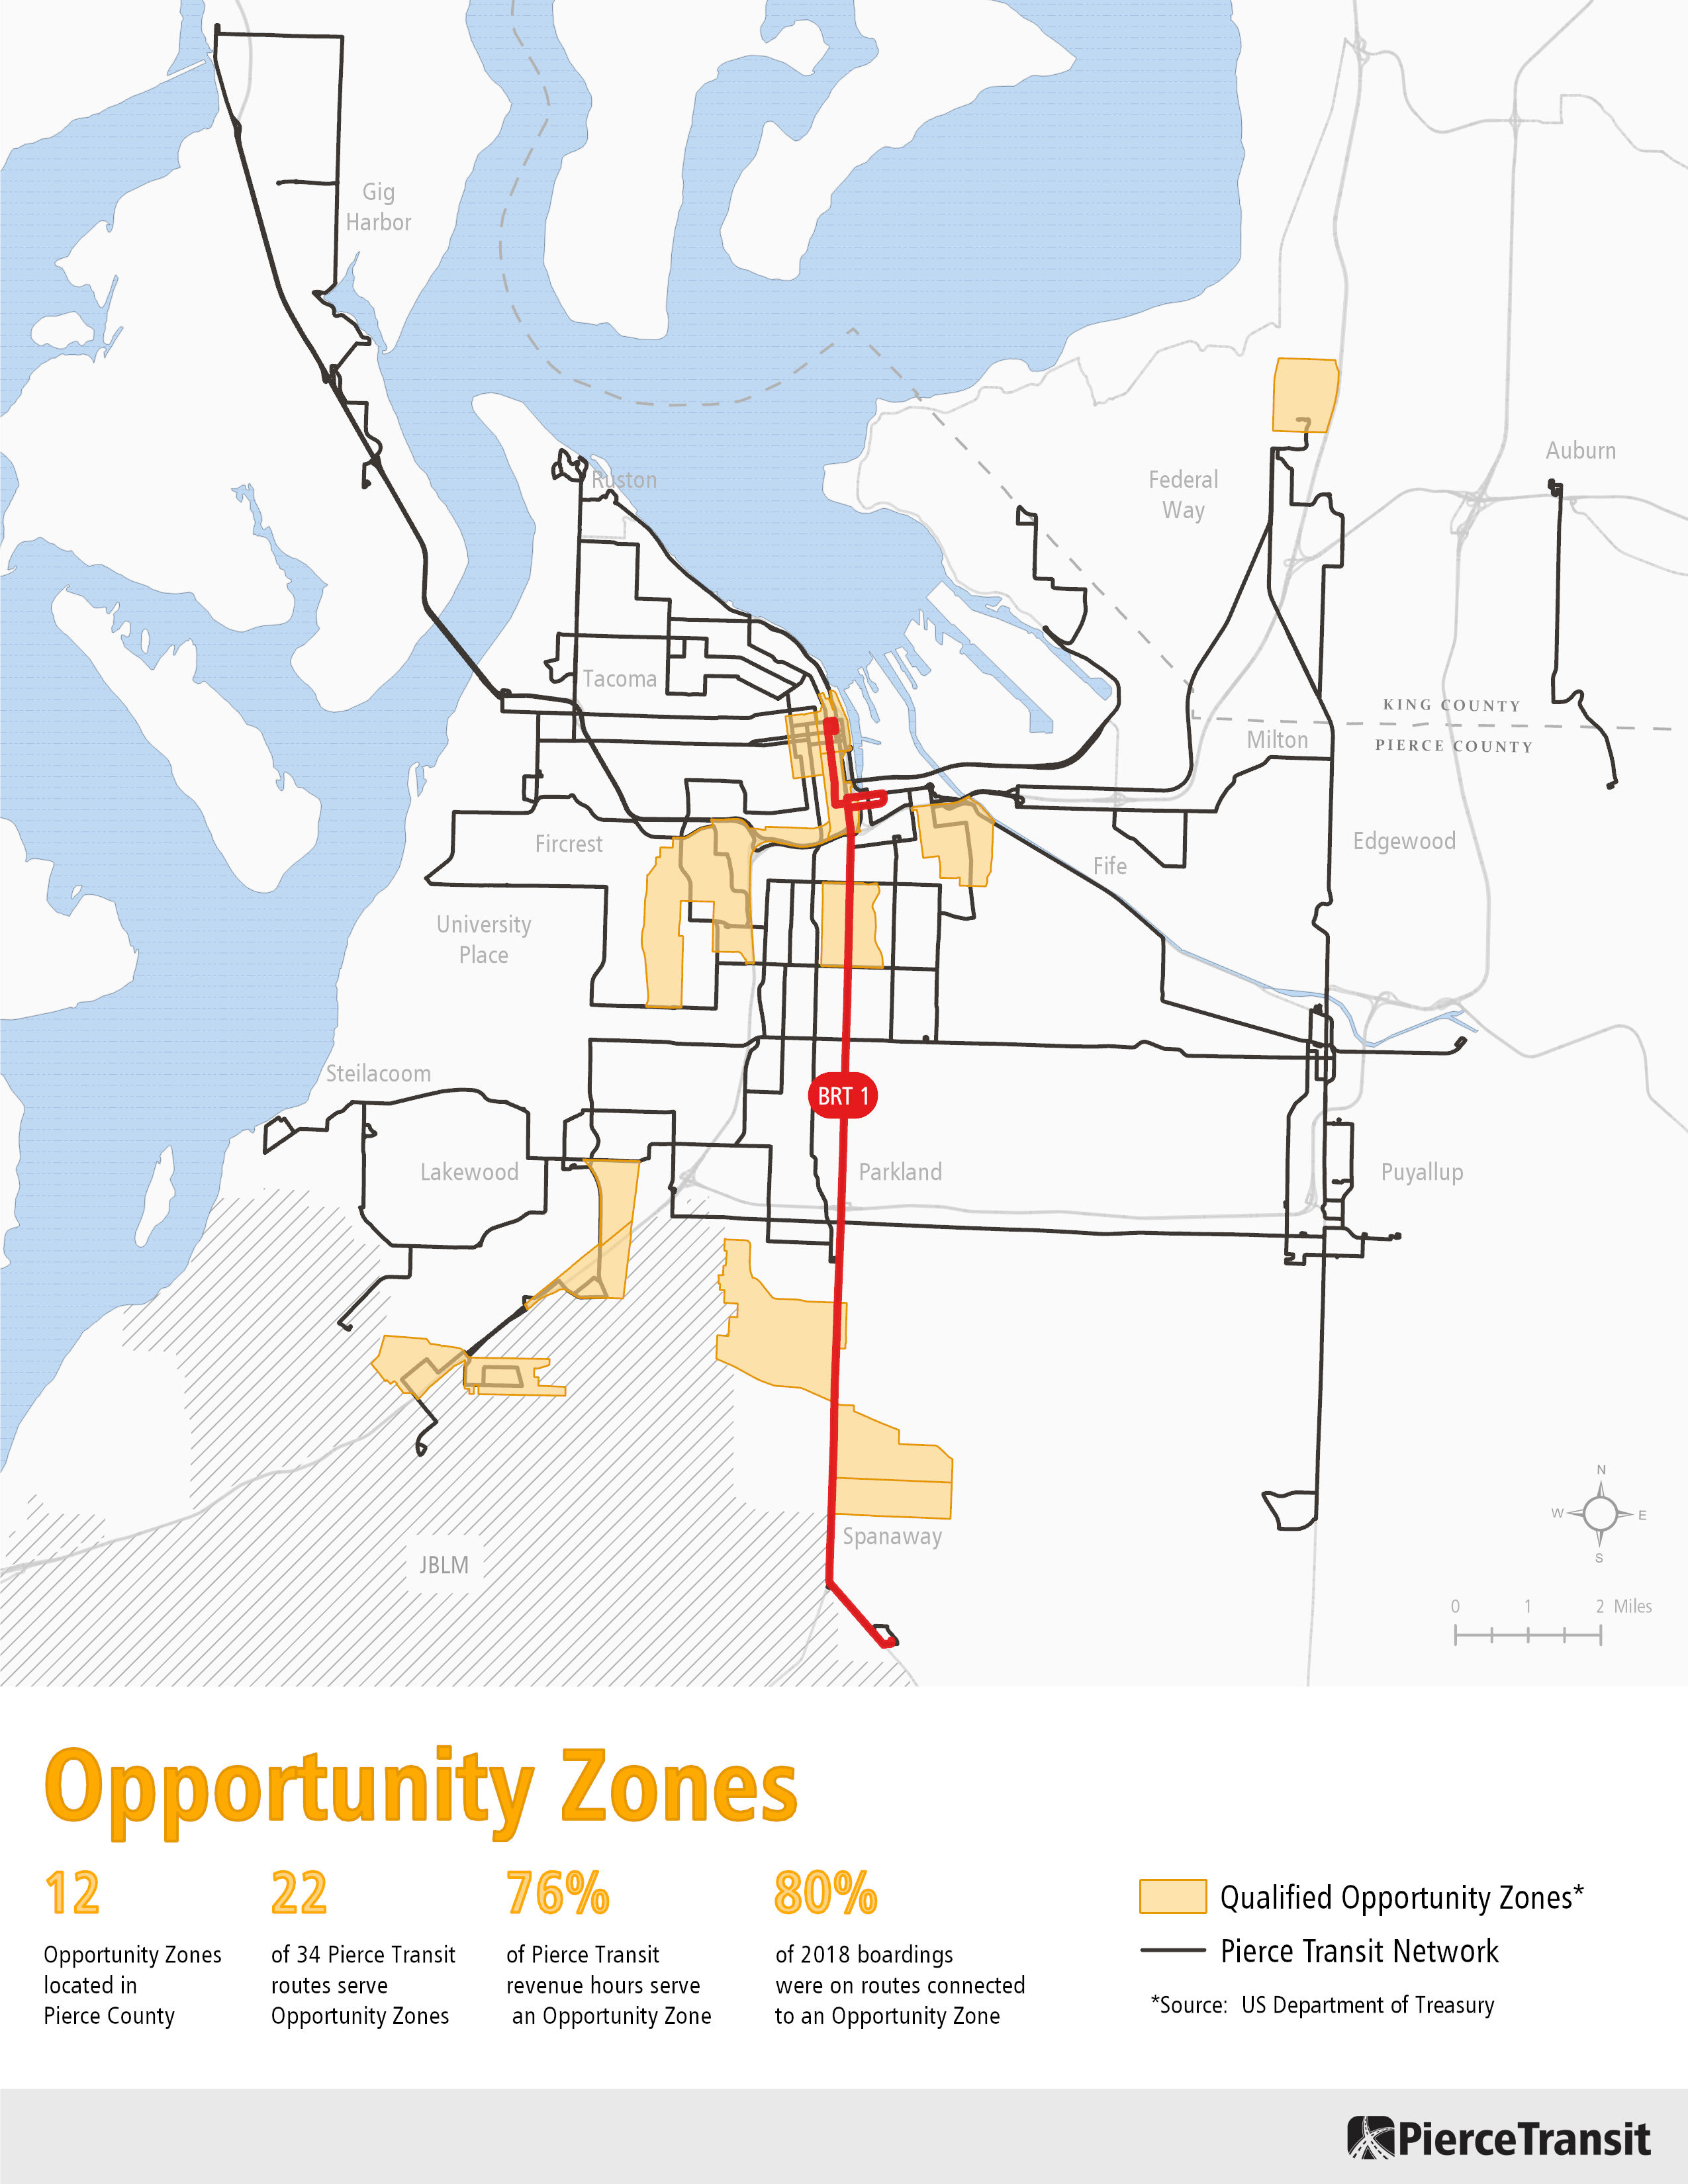 Gig
Harbor
Ruston
Federal
Way
Auburn
Tacoma
KING COUNTY
PIERCE COUNTY
Milton
Fircrest
Edgewood
Fife
University
Place
Steilacoom
BRT 1
Lakewood
Parkland
Puyallup
N
W
E
S
Spanaway
JBLM
0 1 2 Miles
Opportunity Zones
12
Opportunity Zones
located in
Pierce County
22
of 34 Pierce Transit
routes serve
Opportunity Zones
76%
of Pierce Transit
revenue hours serve
an Opportunity Zone
80%
of 2018 boardings
were on routes connected
to an Opportunity Zone
Qualified Opportunity Zones*
Pierce Transit Network
*Source: US Department of Treasury
PierceTransit